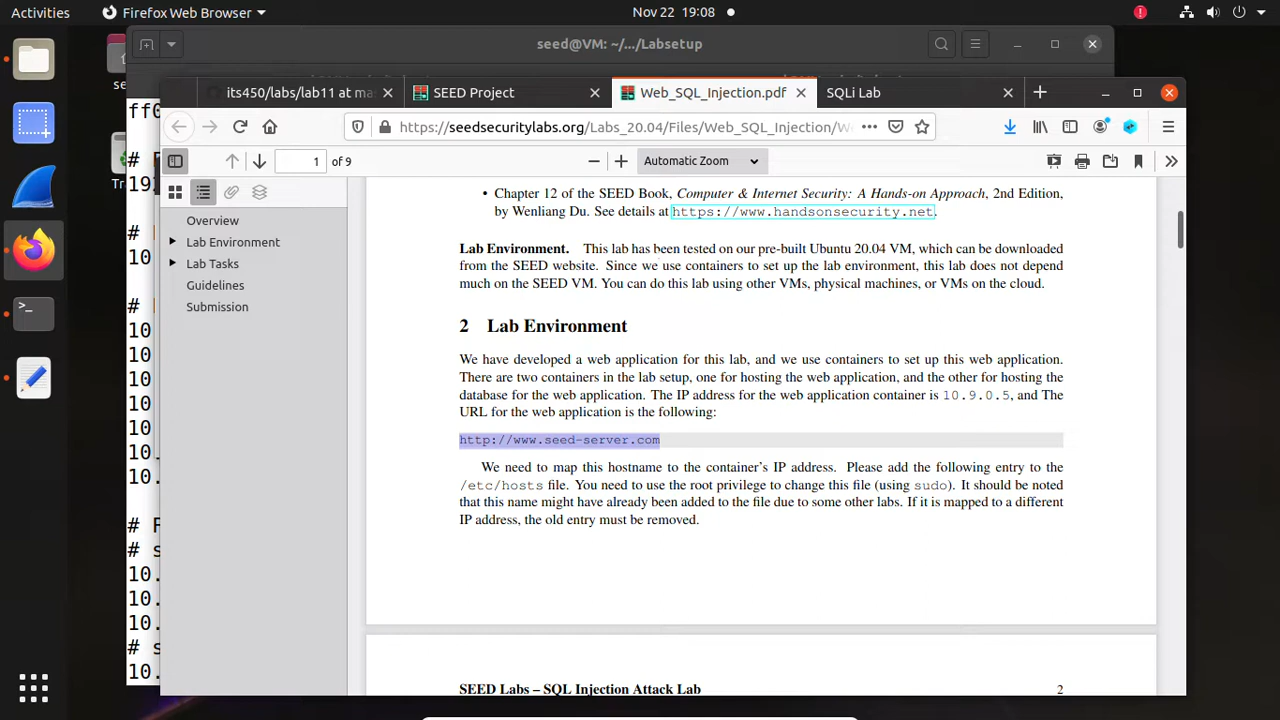 Activities
Firefox Web Browser
Nov 22 19:08
seed@VM: ~/.../Labsetup
its450/labs/lab11 at ma
SEED Project
Web_SQL_Injection.pdf
SQLi Lab
https://seedsecuritylabs.org/Labs_20.04/Files/Web_SQL_Injection/W
1 of 9
Automatic Zoom
Overview
Lab Environment
Lab Tasks
Guidelines
Submission
• Chapter 12 of the SEED Book, Computer & Internet Security: A Hands-on Approach, 2nd Edition,
by Wenliang Du. See details at https://www.handsonsecurity.net.
Lab Environment. This lab has been tested on our pre-built Ubuntu 20.04 VM, which can be downloaded
from the SEED website. Since we use containers to set up the lab environment, this lab does not depend
much on the SEED VM. You can do this lab using other VMs, physical machines, or VMs on the cloud.
2 Lab Environment
We have developed a web application for this lab, and we use containers to set up this web application.
There are two containers in the lab setup, one for hosting the web application, and the other for hosting the
database for the web application. The IP address for the web application container is 10.9.0.5, and The
URL for the web application is the following:
http://www.seed-server.com
We need to map this hostname to the container's IP address. Please add the following entry to the
/etc/hosts file. You need to use the root privilege to change this file (using sudo). It should be noted
that this name might have already been added to the file due to some other labs. If it is mapped to a different
IP address, the old entry must be removed.
SEED Labs – SQL Injection Attack Lab
2
ff0
#
19
#
10
#
10
10
10
10.
10.
10.
10.
#
# s
10.
10.
10.
# s
10.